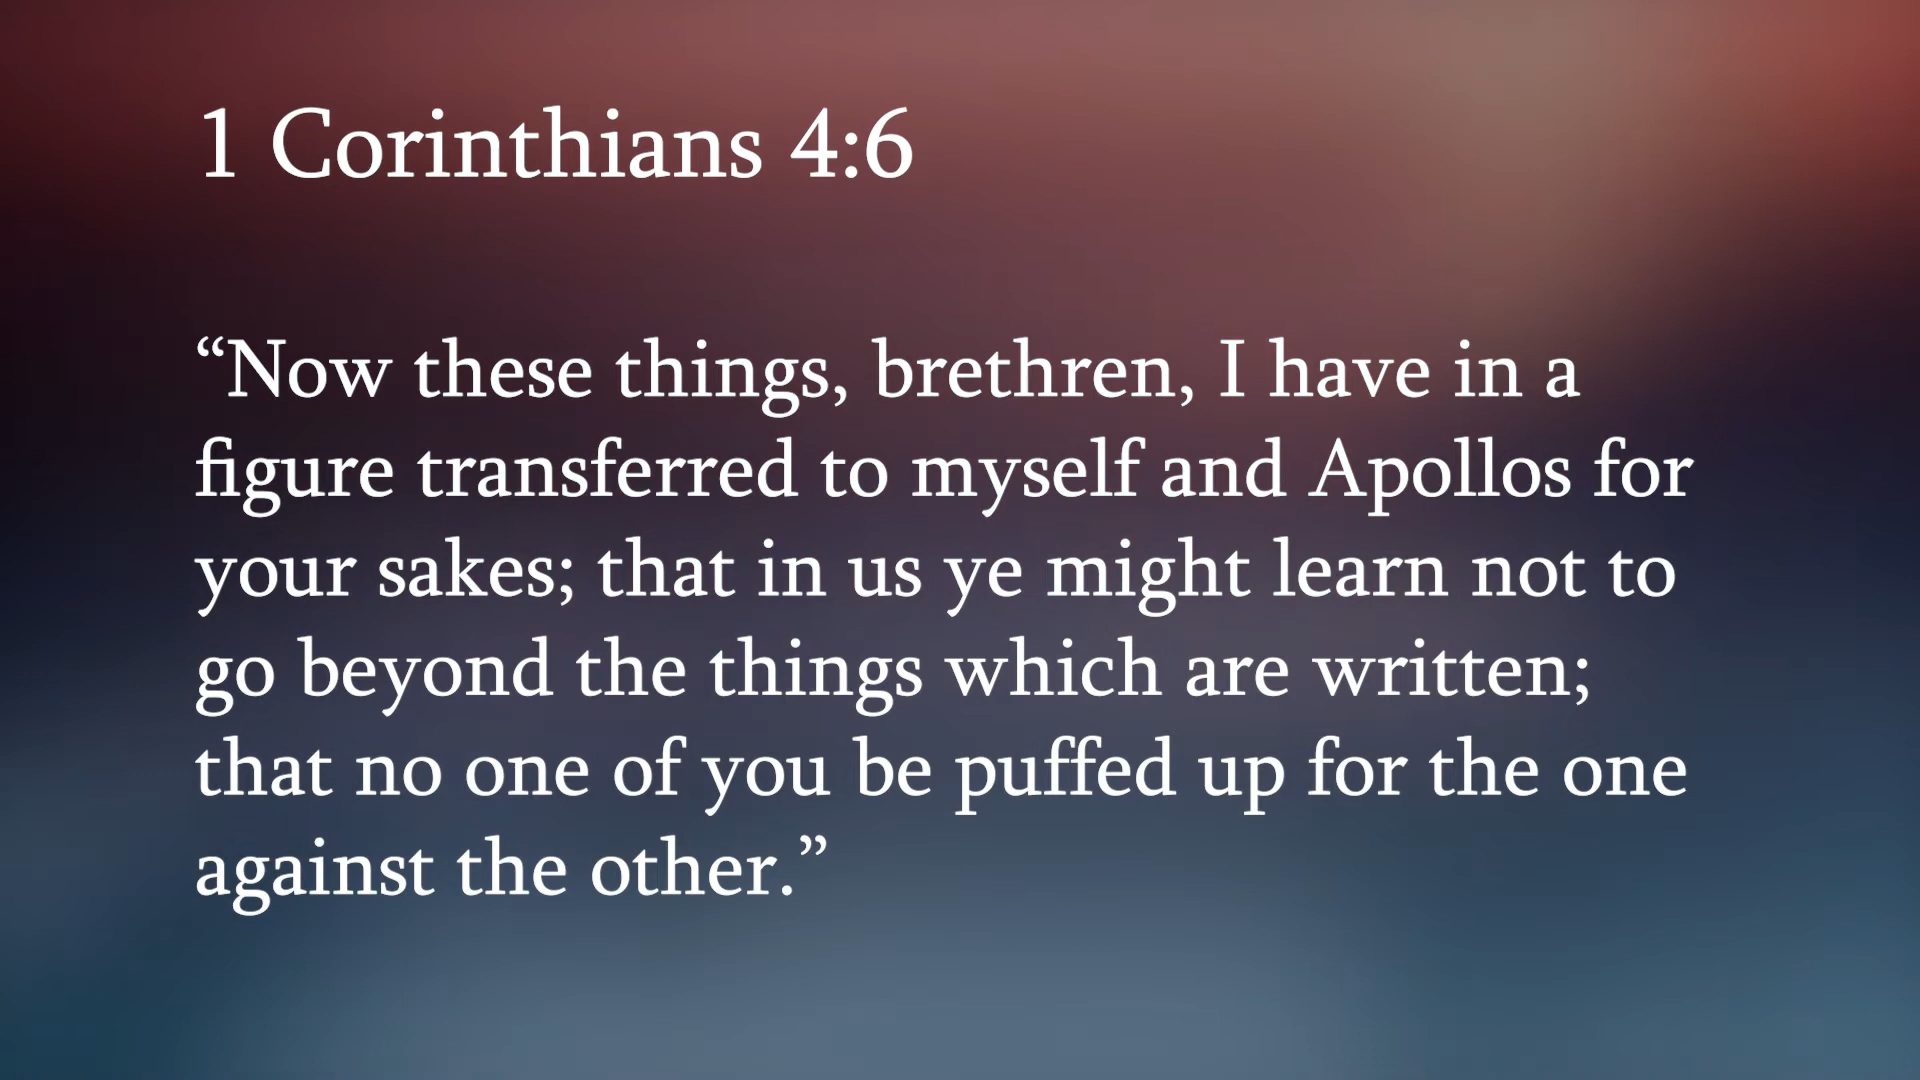 1 Corinthians 4:6
“Now these things, brethren, I have in a
figure transferred to myself and Apollos for
your sakes; that in us ye might learn not to
go beyond the things which are written;
that no one of you be puffed up for the one
against the other.”